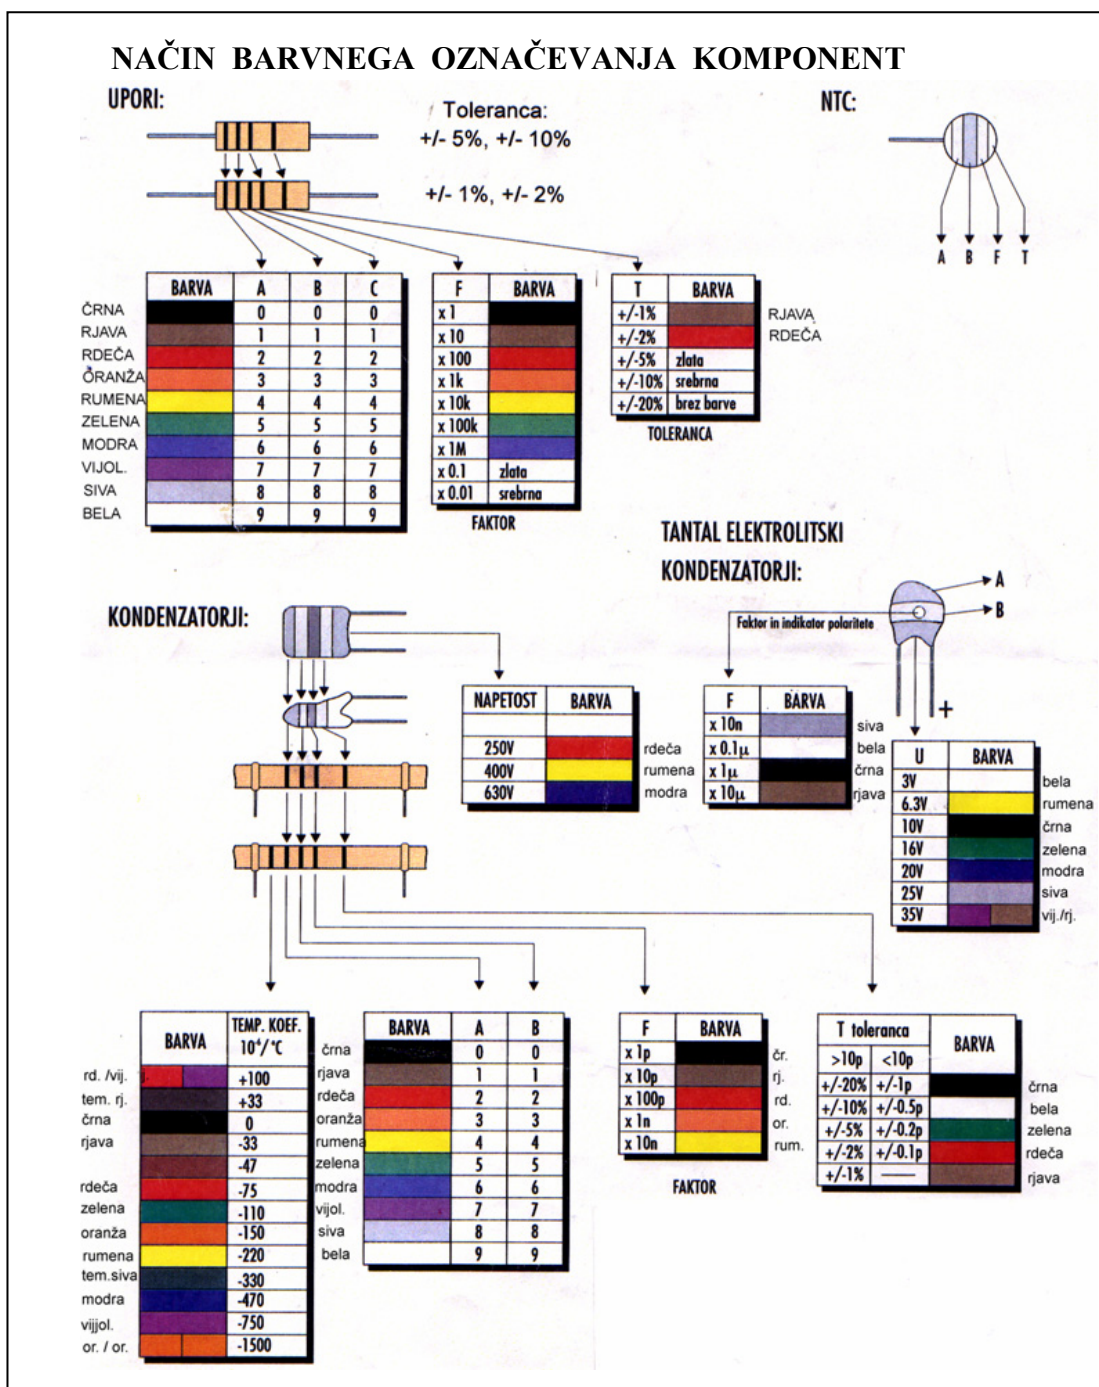 NAČIN BARVNEGA OZNAČEVANJA KOMPONENT
UPORI:
Toleranca:
+/- 5%, +/- 10%
+/- 1%, +/- 2%
NTC:
A B F T
BARVA A B C
ČRNA 0 0 0
RJAVA 1 1 1
RDEČA 2 2 2
ORANŽA 3 3 3
RUMENA 4 4 4
ZELENA 5 5 5
MODRA 6 6 6
VIJOL. 7 7 7
SIVA 8 8 8
BELA 9 9 9
F BARVA
x 1
x 10
x 100
x 1k
x 10k
x 100k
x 1M
x 0.1 zlata
x 0.01 srebrna
FAKTOR
T BARVA
+/-1% RJAVA
+/-2% RDEČA
+/-5% zlata
+/-10% srebrna
+/-20% brez barve
TOLERANCA
TANTAL ELEKTROLITSKI
KONDENZATORJI:
A
B
Faktor in indikator polaritete
+
KONDENZATORJI:
NAPETOST BARVA
250V rdeča
400V rumena
630V modra
F BARVA
x 10n siva
x 0.1µ bela
x 1µ črna
x 10µ rjava
U BARVA
3V bela
6.3V rumena
10V črna
16V zelena
20V modra
25V siva
35V vij./rj.
BARVA TEMP. KOEF.
10⁻⁶/°C
rd. /vij. j. +100
tem. rj. +33
črna 0
rjava -33
-47
rdeča -75
zelena -110
oranža -150
rumena -220
tem.siva -330
modra -470
vijjol. -750
or. / or. -1500
BARVA A B
črna 0 0
rjava 1 1
rdeča 2 2
oranža 3 3
rumena 4 4
zelena 5 5
modra 6 6
vijol. 7 7
siva 8 8
bela 9 9
F BARVA
x 1p čr.
x 10p rj.
x 100p rd.
x 1n or.
x 10n rum.
FAKTOR
T toleranca BARVA
>10p <10p
+/-20% +/-1p črna
+/-10% +/-0.5p bela
+/-5% +/-0.2p zelena
+/-2% +/-0.1p rdeča
+/-1% —— rjava